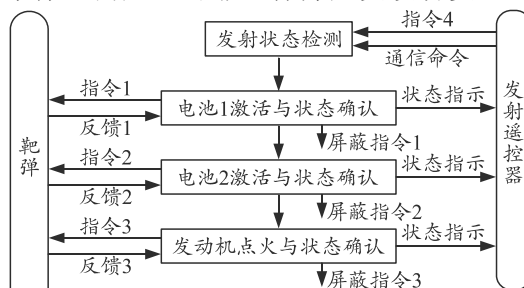 指令4
发射状态检测
通信命令
指令1
电池1激活与状态确认
状态指示
反馈1
屏蔽指令1
靶弹
发射遥控器
指令2
电池2激活与状态确认
状态指示
反馈2
屏蔽指令2
指令3
发动机点火与状态确认
状态指示
反馈3
屏蔽指令3